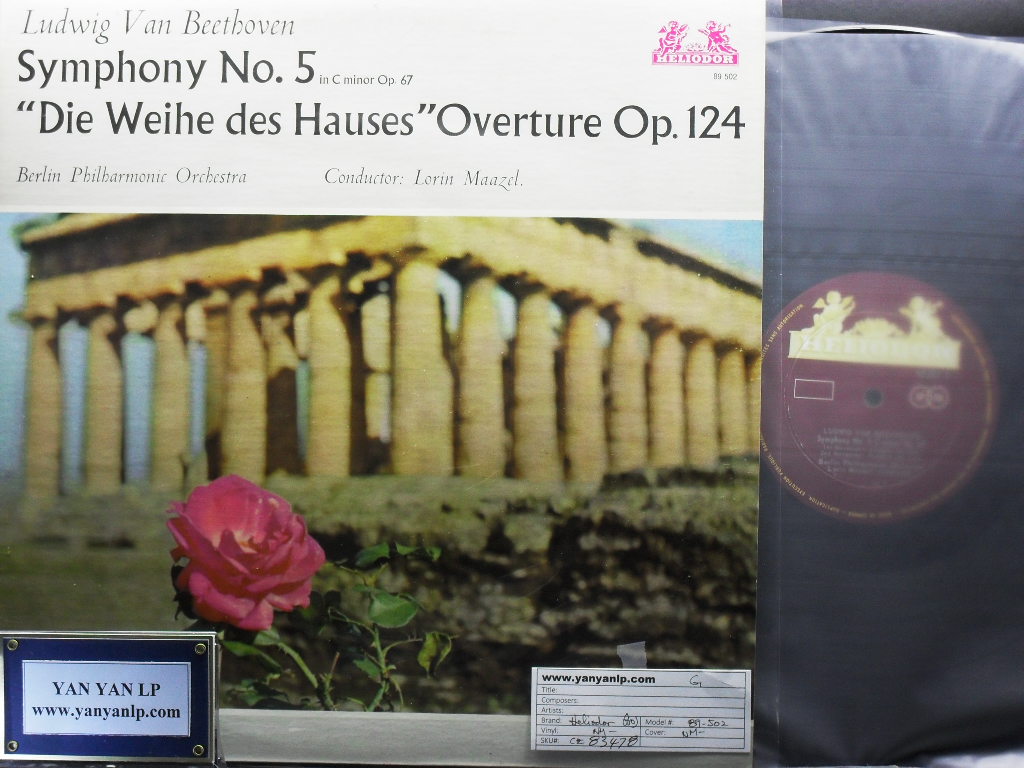 Ludwig Van Beethoven
Symphony No. 5 in C minor Op. 67
"Die Weihe des Hauses" Overture Op. 124
Berlin Philharmonic Orchestra Conductor: Lorin Maazel.
HELIODOR
89 502
HELIODOR
YAN YAN LP
www.yanyanlp.com
www.yanyanlp.com G
Title:
Composers:
Artists:
Brand: Heliodor Model #: 89-502
Vinyl: NM- Cover: NM-
SKU#: 83478